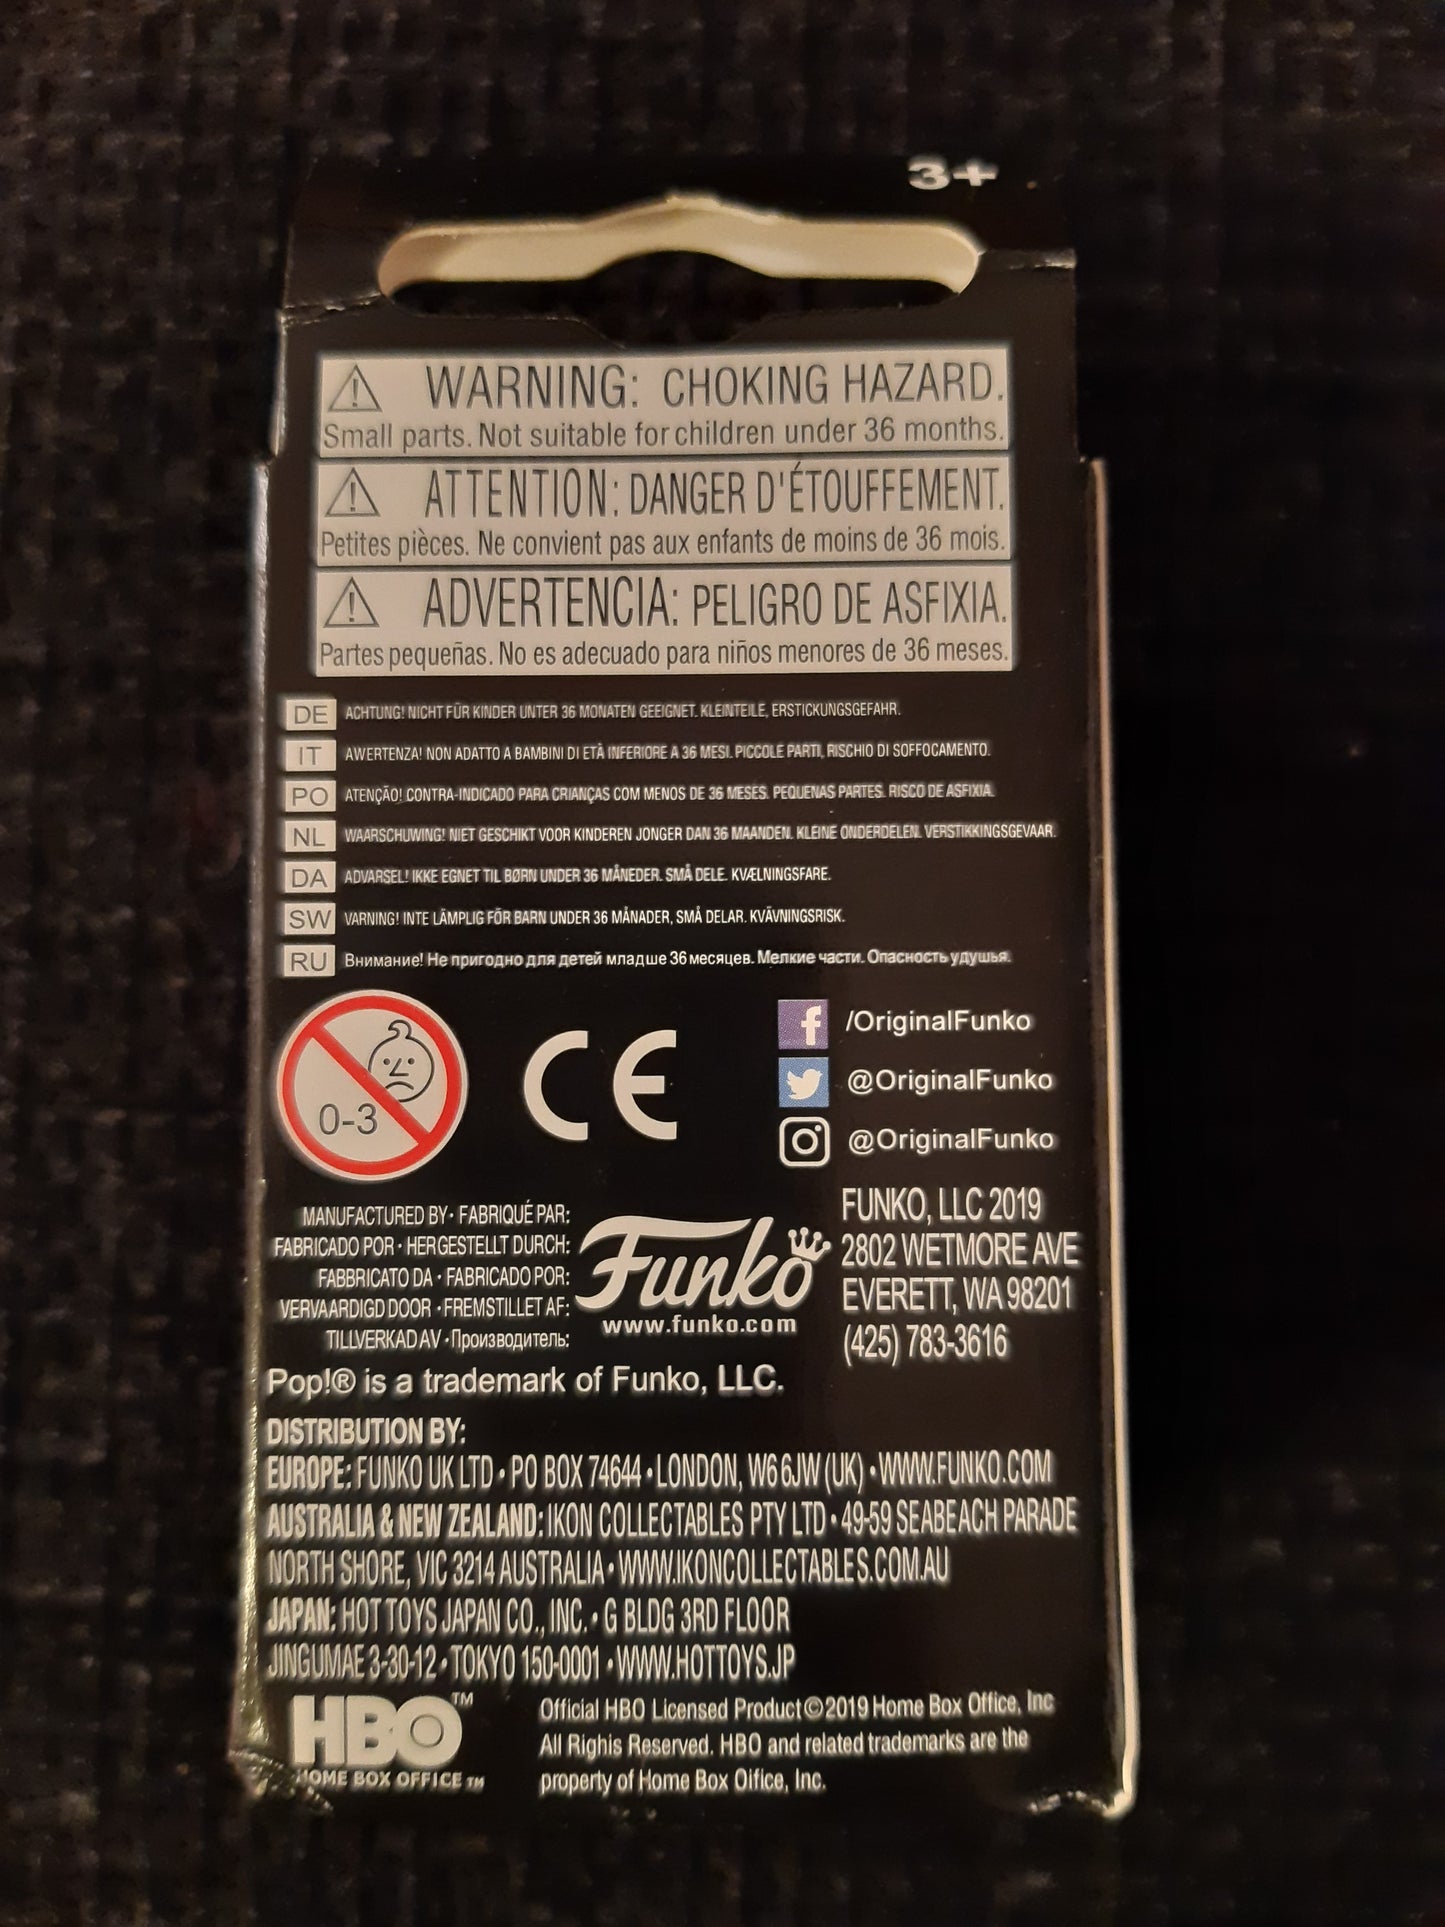 3+
WARNING: CHOKING HAZARD.
Small parts. Not suitable for children under 36 months.
ATTENTION: DANGER D'ÉTOUFFEMENT.
Petites pièces. Ne convient pas aux enfants de moins de 36 mois.
ADVERTENCIA: PELIGRO DE ASFIXIA.
Partes pequeñas. No es adecuado para niños menores de 36 meses.
DE ACHTUNG! NICHT FÜR KINDER UNTER 36 MONATEN GEEIGNET. KLEINTEILE, ERSTICKUNGSGEFAHR.
IT AWERTENZA! NON ADATTO A BAMBINI DI ETÀ INFERIORE A 36 MESI. PICCOLE PARTI, RISCHIO DI SOFFOCAMENTO.
PO ATENÇÃO! CONTRA-INDICADO PARA CRIANÇAS COM MENOS DE 36 MESES. PEQUENAS PARTES. RISCO DE ASFIXIA.
NL WAARSCHUWING! NIET GESCHIKT VOOR KINDEREN JONGER DAN 36 MAANDEN. KLEINE ONDERDELEN. VERSTIKKINGSGEVAAR.
DA ADVARSEL! IKKE EGNET TIL BØRN UNDER 36 MÅNEDER. SMÅ DELE. KVÆLNINGSFARE.
SW VARNING! INTE LÄMPLIG FÖR BARN UNDER 36 MÅNADER, SMÅ DELAR. KVÄVNINGSRISK.
RU Внимание! Не пригодно для детей младше 36 месяцев. Мелкие части. Опасность удушья.
0-3
CE
f /OriginalFunko
@OriginalFunko
@OriginalFunko
MANUFACTURED BY • FABRIQUÉ PAR:
FABRICADO POR • HERGESTELLT DURCH:
FABBRICATO DA • FABRICADO POR:
VERVAARDIGD DOOR • FREMSTILLET AF:
TILLVERKAD AV • Производитель:
Funko
www.funko.com
FUNKO, LLC 2019
2802 WETMORE AVE
EVERETT, WA 98201
(425) 783-3616
Pop!® is a trademark of Funko, LLC.
DISTRIBUTION BY:
EUROPE: FUNKO UK LTD • PO BOX 74644 • LONDON, W6 6JW (UK) • WWW.FUNKO.COM
AUSTRALIA & NEW ZEALAND: IKON COLLECTABLES PTY LTD • 49-59 SEABEACH PARADE
NORTH SHORE, VIC 3214 AUSTRALIA • WWW.IKONCOLLECTABLES.COM.AU
JAPAN: HOT TOYS JAPAN CO., INC. • G BLDG 3RD FLOOR
JINGUMAE 3-30-12 • TOKYO 150-0001 • WWW.HOTTOYS.JP
HBO™
HOME BOX OFFICE™
Official HBO Licensed Product © 2019 Home Box Office, Inc
All Righis Reserved. HBO and related trademarks are the
property of Home Box Oifice, Inc.